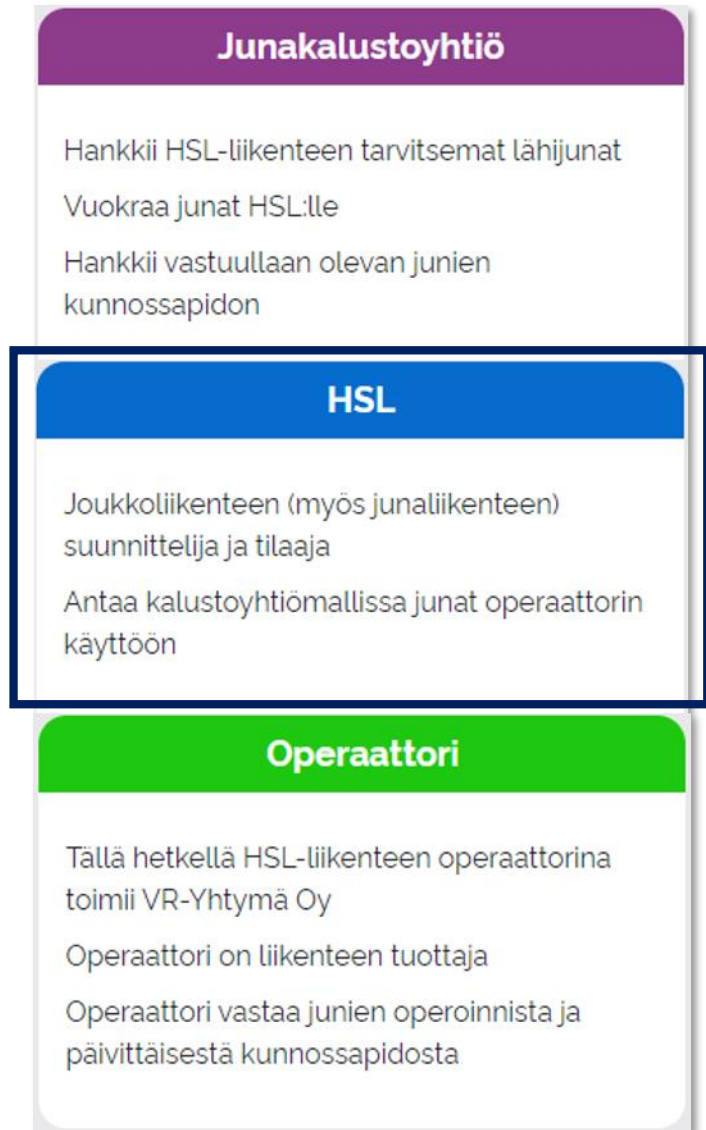 Junakalustoyhtiö
Hankkii HSL-liikenteen tarvitsemat lähijunat
Vuokraa junat HSL:lle
Hankkii vastuullaan olevan junien
kunnossapidon
HSL
Joukkoliikenteen (myös junaliikenteen)
suunnittelija ja tilaaja
Antaa kalustoyhtiömallissa junat operaattorin
käyttöön
Operaattori
Tällä hetkellä HSL-liikenteen operaattorina
toimii VR-Yhtymä Oy
Operaattori on liikenteen tuottaja
Operaattori vastaa junien operoinnista ja
päivittäisestä kunnossapidosta